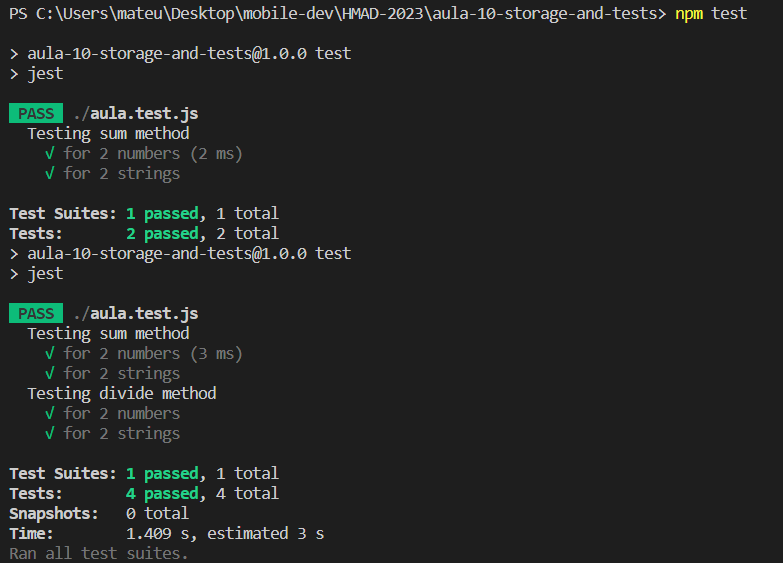 PS C:\Users\mateu\Desktop\mobile-dev\HMAD-2023\aula-10-storage-and-tests> npm test
> aula-10-storage-and-tests@1.0.0 test
> jest
PASS ./aula.test.js
Testing sum method
√ for 2 numbers (2 ms)
√ for 2 strings
Test Suites: 1 passed, 1 total
Tests: 2 passed, 2 total
> aula-10-storage-and-tests@1.0.0 test
> jest
PASS ./aula.test.js
Testing sum method
√ for 2 numbers (3 ms)
√ for 2 strings
Testing divide method
√ for 2 numbers
√ for 2 strings
Test Suites: 1 passed, 1 total
Tests: 4 passed, 4 total
Snapshots: 0 total
Time: 1.409 s, estimated 3 s
Ran all test suites.